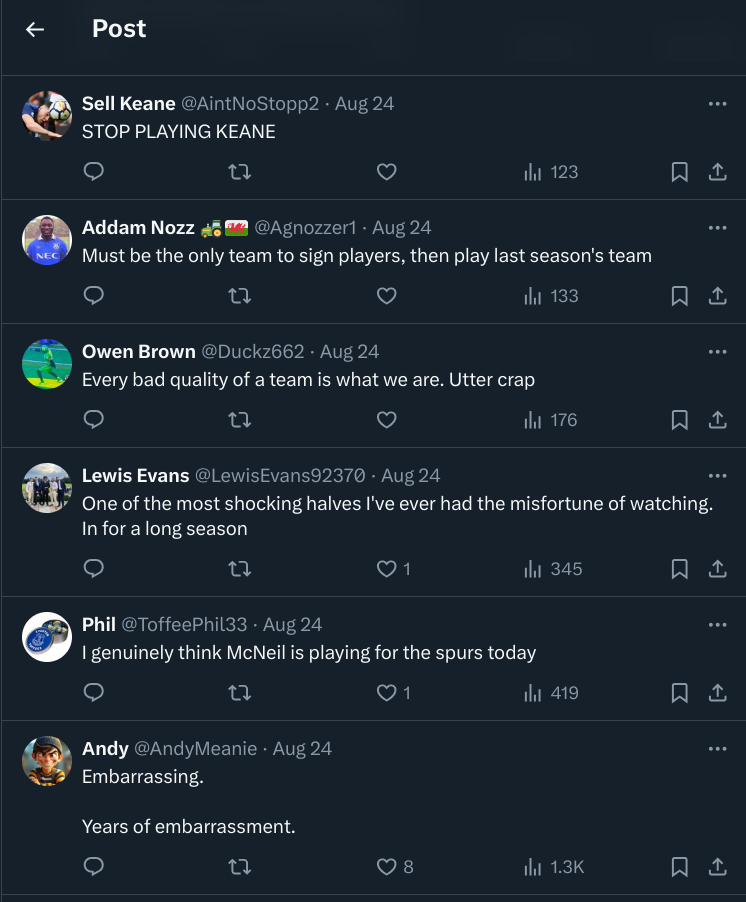 Post
Sell Keane @AintNoStopp2 · Aug 24
STOP PLAYING KEANE
123
Addam Nozz 🚜🏴󠁧󠁢󠁷󠁬󠁳󠁿 @Agnozzer1 · Aug 24
NEC
Must be the only team to sign players, then play last season's team
133
Owen Brown @Duckz662 · Aug 24
Every bad quality of a team is what we are. Utter crap
176
Lewis Evans @LewisEvans92370 · Aug 24
One of the most shocking halves I've ever had the misfortune of watching.
In for a long season
1 345
Phil @ToffeePhil33 · Aug 24
I genuinely think McNeil is playing for the spurs today
1 419
Andy @AndyMeanie · Aug 24
Embarrassing.
Years of embarrassment.
8 1.3K